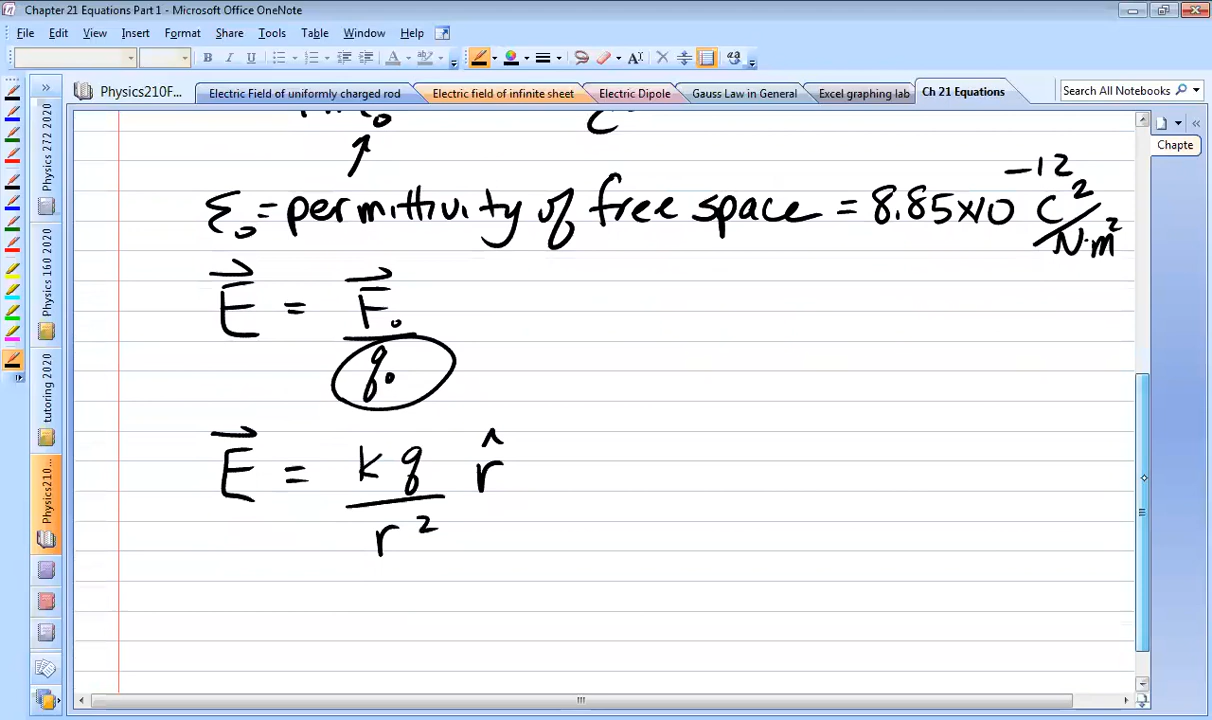 Chapter 21 Equations Part 1 - Microsoft Office OneNote
File Edit View Insert Format Share Tools Table Window Help
B I U A
Physics210F... Electric Field of uniformly charged rod Electric field of infinite sheet Electric Dipole Gauss Law in General Excel graphing lab Ch 21 Equations Search All Notebooks
Chapte
Physics 272 2020
Physics 160 2020
tutoring 2020
Physics210...
ε₀ = permittivity of free space = 8.85x10⁻¹² C²/N·m²
E⃗ = F⃗₀/q₀
E⃗ = kq/r² r̂